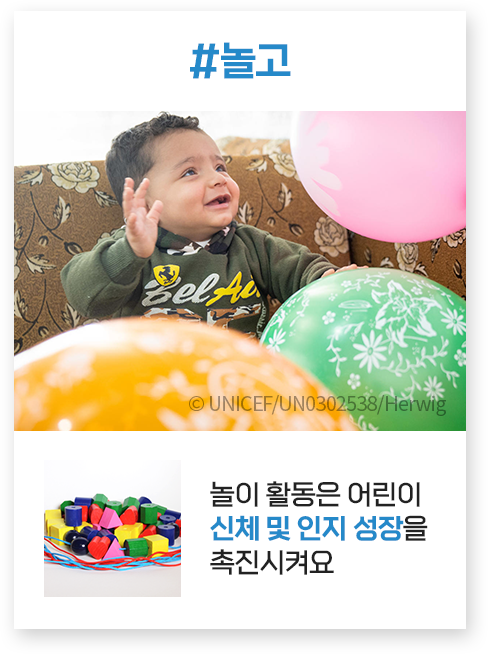 #놀고
BelAir
© UNICEF/UN0302538/Herwig
놀이 활동은 어린이
신체 및 인지 성장을
촉진시켜요